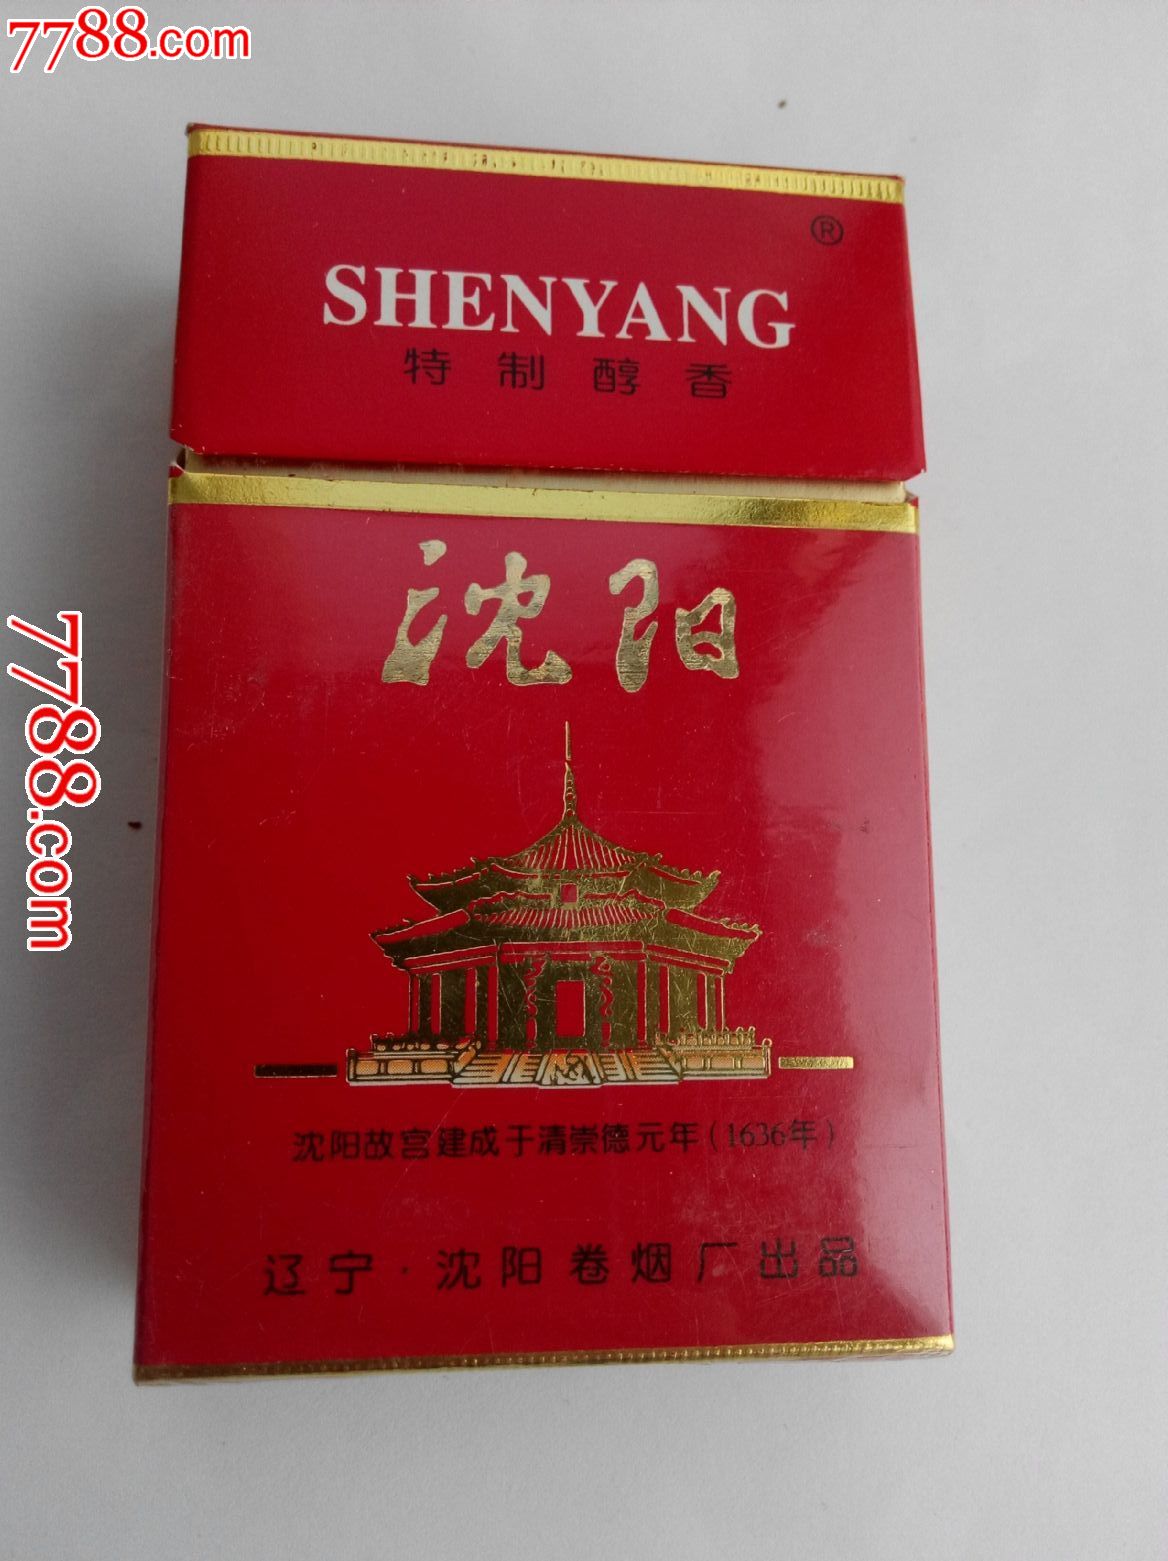 7788.com
®
SHENYANG
特制醇香
沈阳
7788.com
沈阳故宫建成于清崇德元年(1636年)
辽宁·沈阳卷烟厂出品